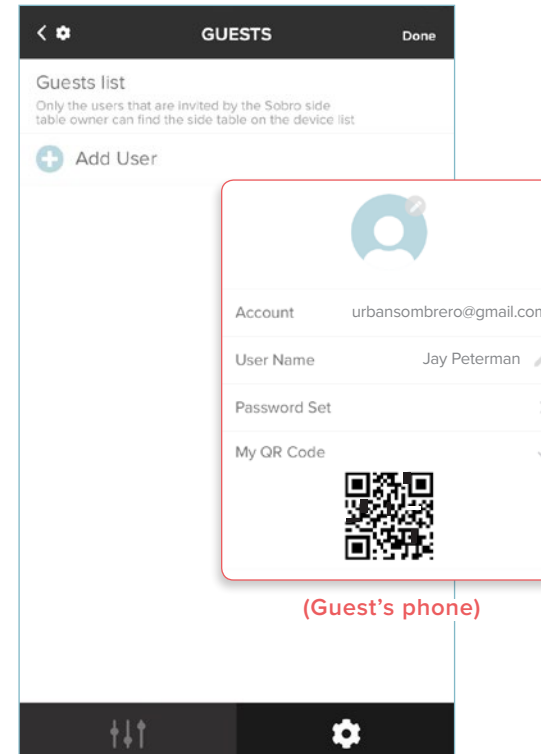 GUESTS
Done
Guests list
Only the users that are invited by the Sobro side
table owner can find the side table on the device list
Add User
Account urbansombrero@gmail.com
User Name Jay Peterman
Password Set
My QR Code
(Guest's phone)